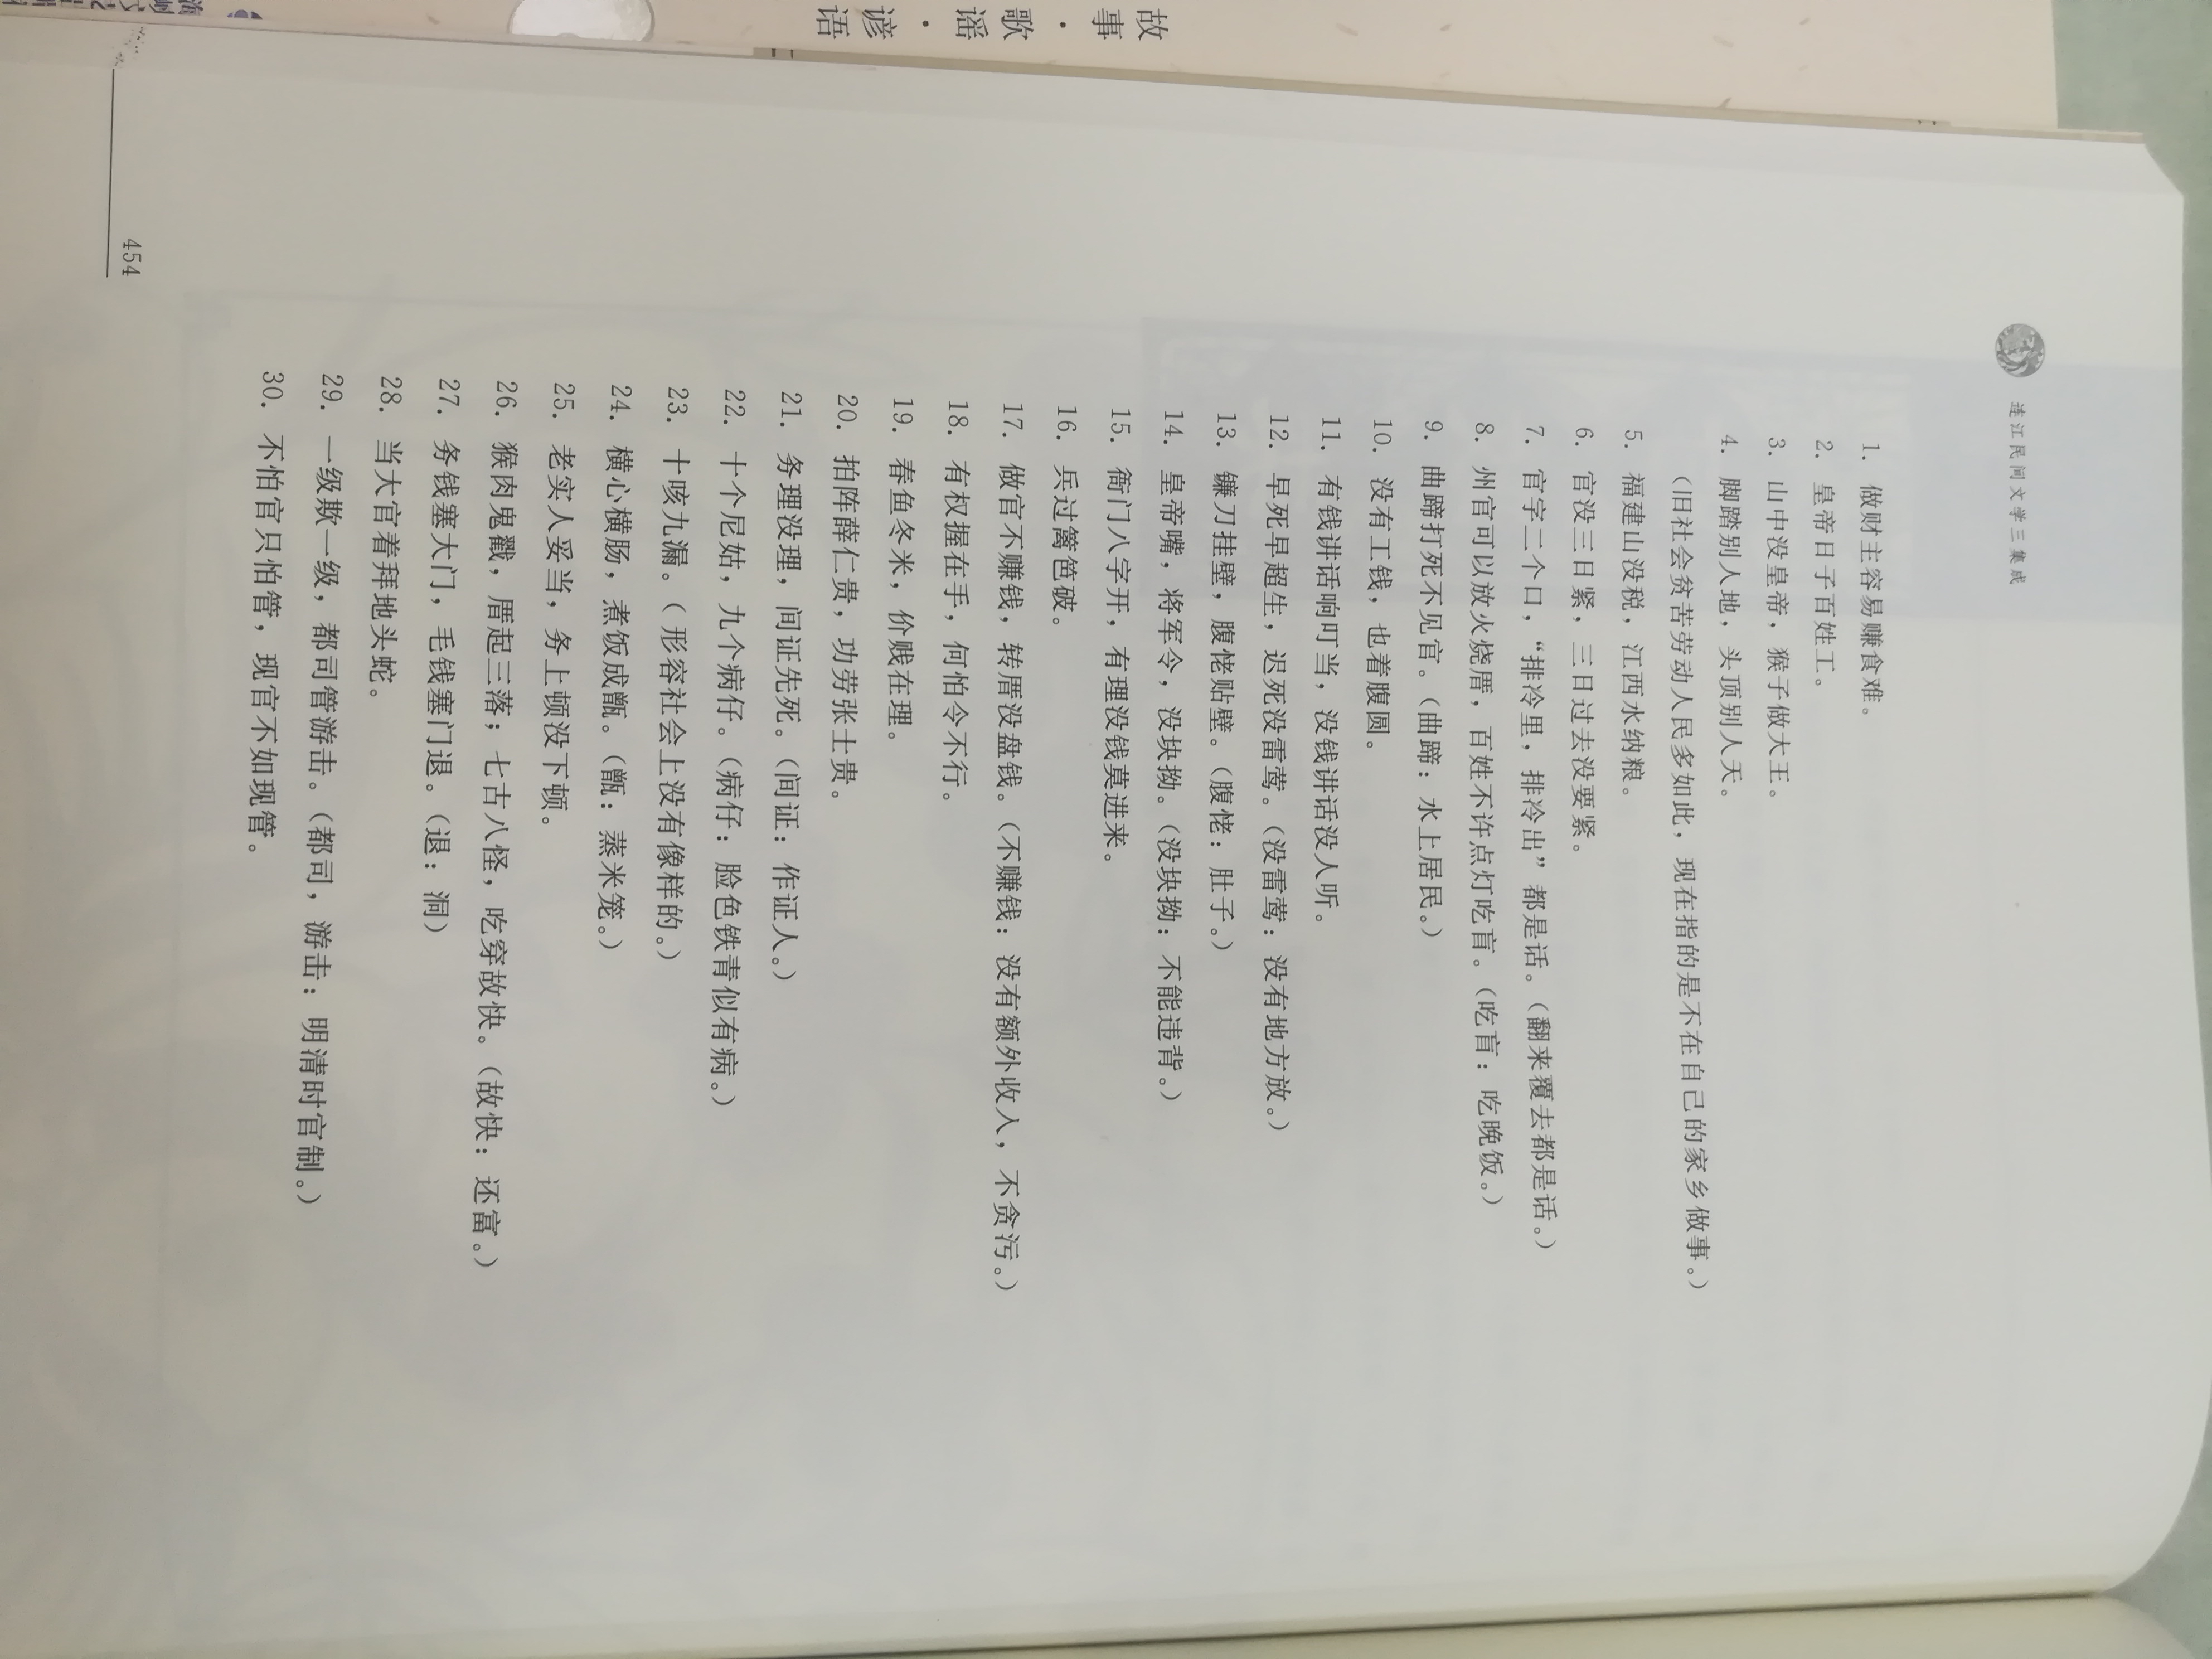 连江民间文学三集成
1. 做财主容易赚食难。
2. 皇帝日子百姓工。
3. 山中没皇帝，猴子做大王。
4. 脚踏别人地，头顶别人天。
（旧社会贫苦劳动人民多如此，现在指的是不在自己的家乡做事。）
5. 福建山没税，江西水纳粮。
6. 官没三日紧，三日过去没要紧。
7. 官字二个口，“排冷里，排冷出”都是话。（翻来覆去都是话。）
8. 州官可以放火烧厝，百姓不许点灯吃盲。（吃盲：吃晚饭。）
9. 曲蹄打死不见官。（曲蹄：水上居民。）
10. 没有工钱，也着腹圆。
11. 有钱讲话响叮当，没钱讲话没人听。
12. 早死早超生，迟死没雷莺。（没雷莺：没有地方放。）
13. 镰刀挂壁，腹恅贴壁。（腹恅：肚子。）
14. 皇帝嘴，将军令，没块拗。（没块拗：不能违背。）
15. 衙门八字开，有理没钱莫进来。
16. 兵过篱笆破。
17. 做官不赚钱，转厝没盘钱。（不赚钱：没有额外收入，不贪污。）
18. 有权握在手，何怕令不行。
19. 春鱼冬米，价贱在理。
20. 拍阵薛仁贵，功劳张士贵。
21. 务理没理，间证先死。（间证：作证人。）
22. 十个尼姑，九个病仔。（病仔：脸色铁青似有病。）
23. 十咳九漏。（ 形容社会上没有像样的。）
24. 横心横肠，煮饭成甑。（甑：蒸米笼。）
25. 老实人妥当，务上顿没下顿。
26. 猴肉鬼戳，厝起三落；七古八怪，吃穿故快。（故快：还富。）
27. 务钱塞大门，毛钱塞门退。（退：洞）
28. 当大官着拜地头蛇。
29. 一级欺一级，都司管游击。（都司，游击：明清时官制。）
30. 不怕官只怕管，现官不如现管。
454
故事·歌谣·谚语